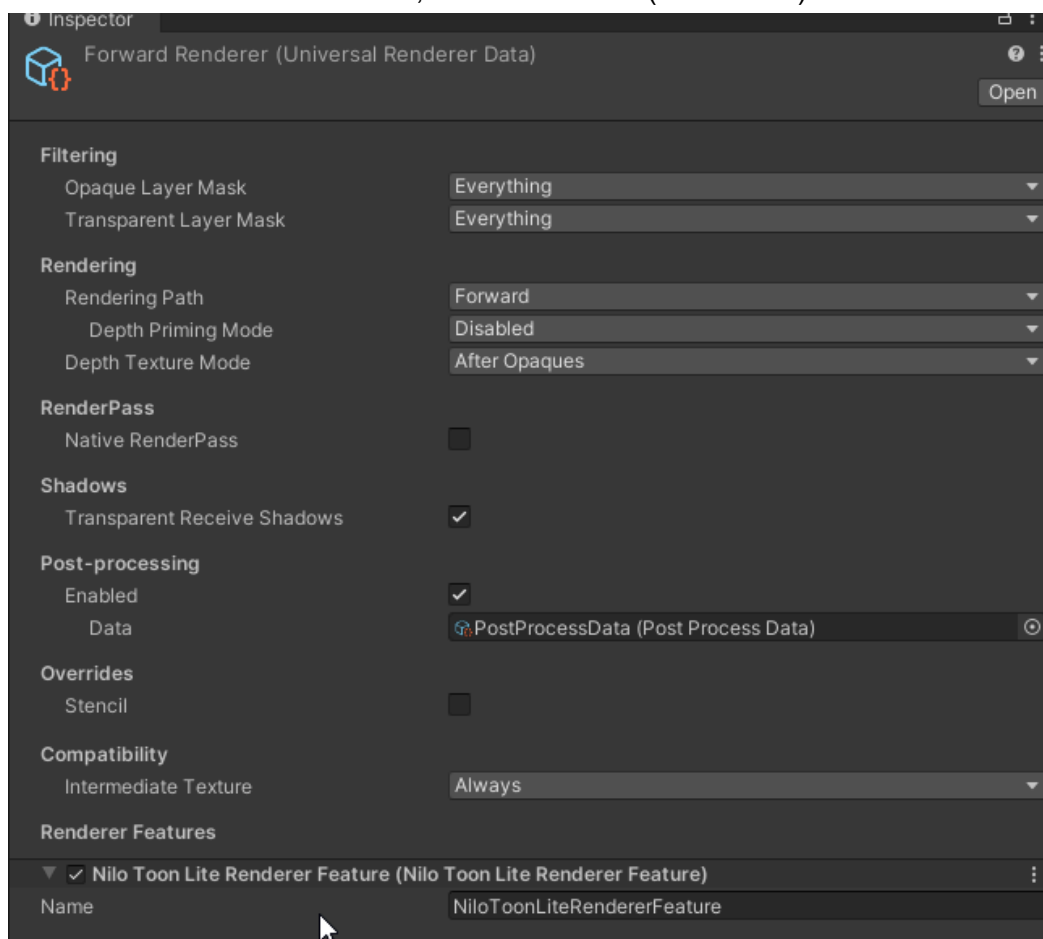 Inspector
Forward Renderer (Universal Renderer Data)
Open
Filtering
Opaque Layer Mask Everything
Transparent Layer Mask Everything
Rendering
Rendering Path Forward
Depth Priming Mode Disabled
Depth Texture Mode After Opaques
RenderPass
Native RenderPass
Shadows
Transparent Receive Shadows
Post-processing
Enabled
Data PostProcessData (Post Process Data)
Overrides
Stencil
Compatibility
Intermediate Texture Always
Renderer Features
Nilo Toon Lite Renderer Feature (Nilo Toon Lite Renderer Feature)
Name NiloToonLiteRendererFeature